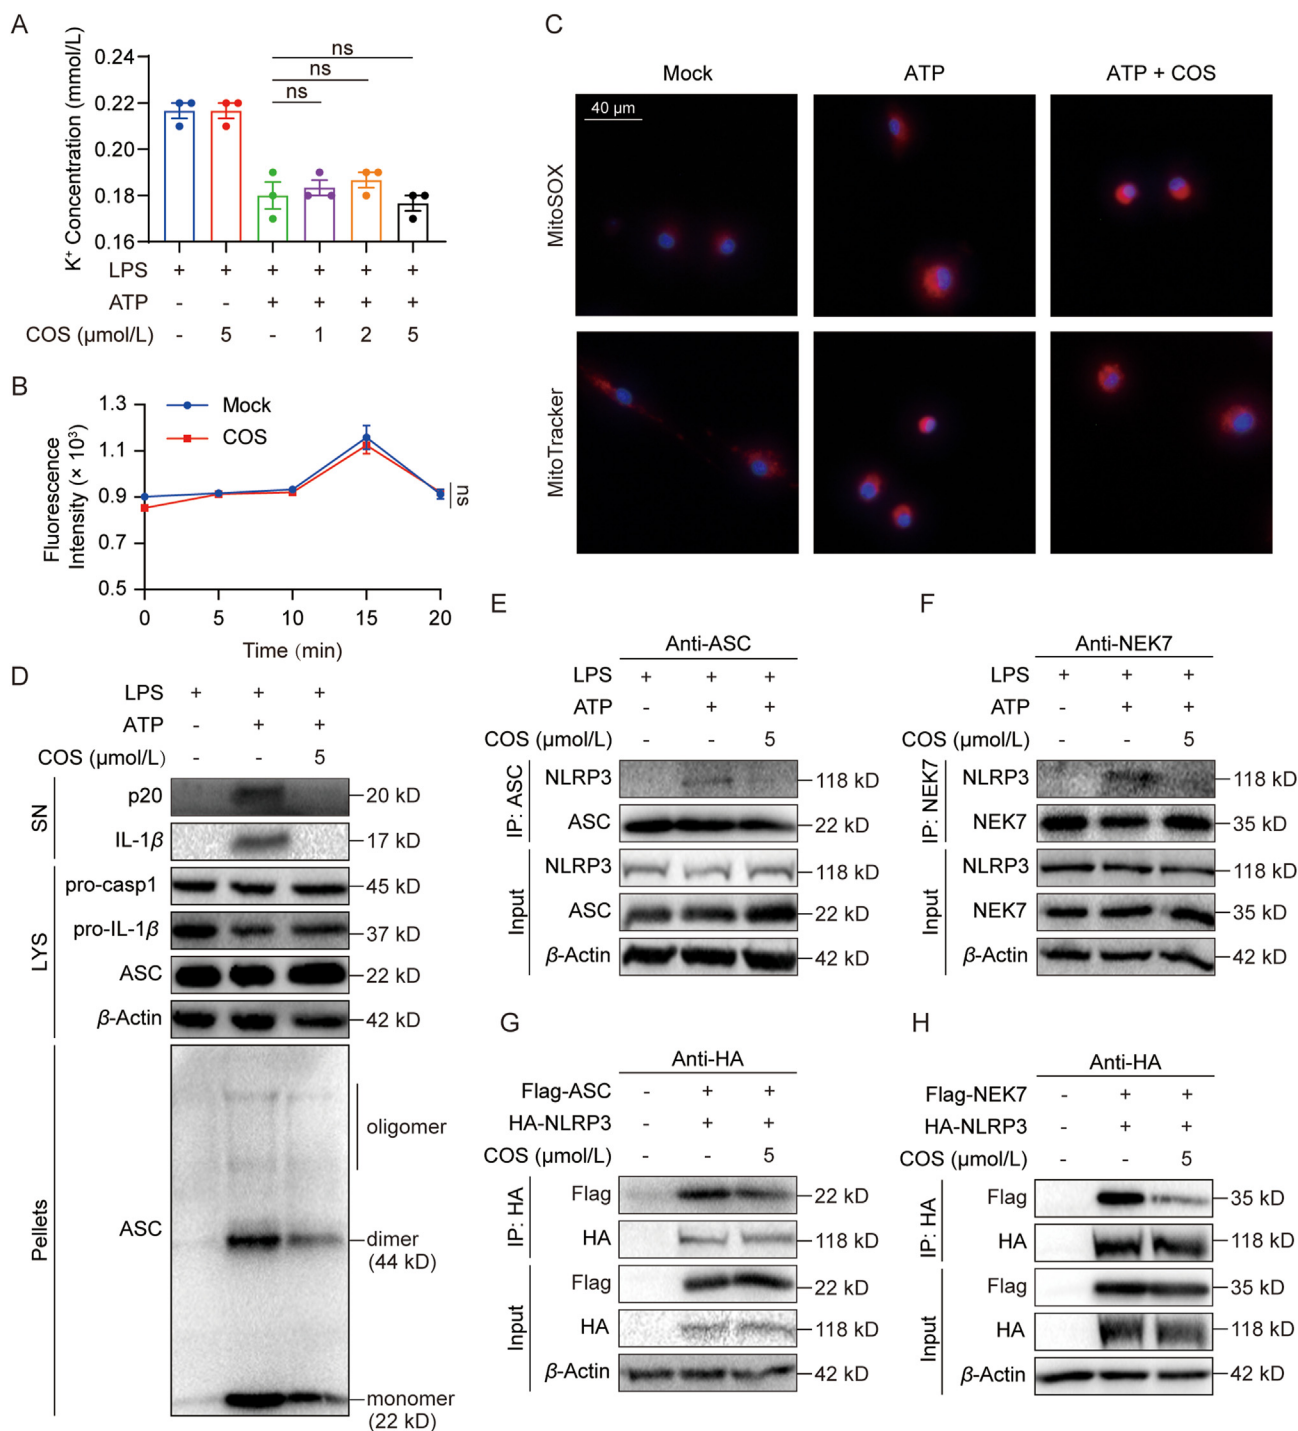 A
K⁺ Concentration (mmol/L)
0.24
0.22
0.20
0.18
0.16
ns
ns
ns
LPS + + + + + +
ATP - - + + + +
COS (μmol/L) - 5 - 1 2 5
B
Fluorescence
Intensity (× 10³)
1.3
1.1
0.9
0.7
0.5
Mock
COS
ns
0 5 10 15 20
Time (min)
C
Mock ATP ATP + COS
40 μm
MitoSOX
MitoTracker
D
LPS + + +
ATP - + +
COS (μmol/L) - - 5
SN
p20 20 kD
IL-1β 17 kD
LYS
pro-casp1 45 kD
pro-IL-1β 37 kD
ASC 22 kD
β-Actin 42 kD
Pellets
ASC
oligomer
dimer
(44 kD)
monomer
(22 kD)
E
Anti-ASC
LPS + + +
ATP - + +
COS (μmol/L) - - 5
IP: ASC
NLRP3 118 kD
ASC 22 kD
Input
NLRP3 118 kD
ASC 22 kD
β-Actin 42 kD
F
Anti-NEK7
LPS + + +
ATP - + +
COS (μmol/L) - - 5
IP: NEK7
NLRP3 118 kD
NEK7 35 kD
Input
NLRP3 118 kD
NEK7 35 kD
β-Actin 42 kD
G
Anti-HA
Flag-ASC - + +
HA-NLRP3 - + +
COS (μmol/L) - - 5
IP: HA
Flag 22 kD
HA 118 kD
Input
Flag 22 kD
HA 118 kD
β-Actin 42 kD
H
Anti-HA
Flag-NEK7 - + +
HA-NLRP3 - + +
COS (μmol/L) - - 5
IP: HA
Flag 35 kD
HA 118 kD
Input
Flag 35 kD
HA 118 kD
β-Actin 42 kD